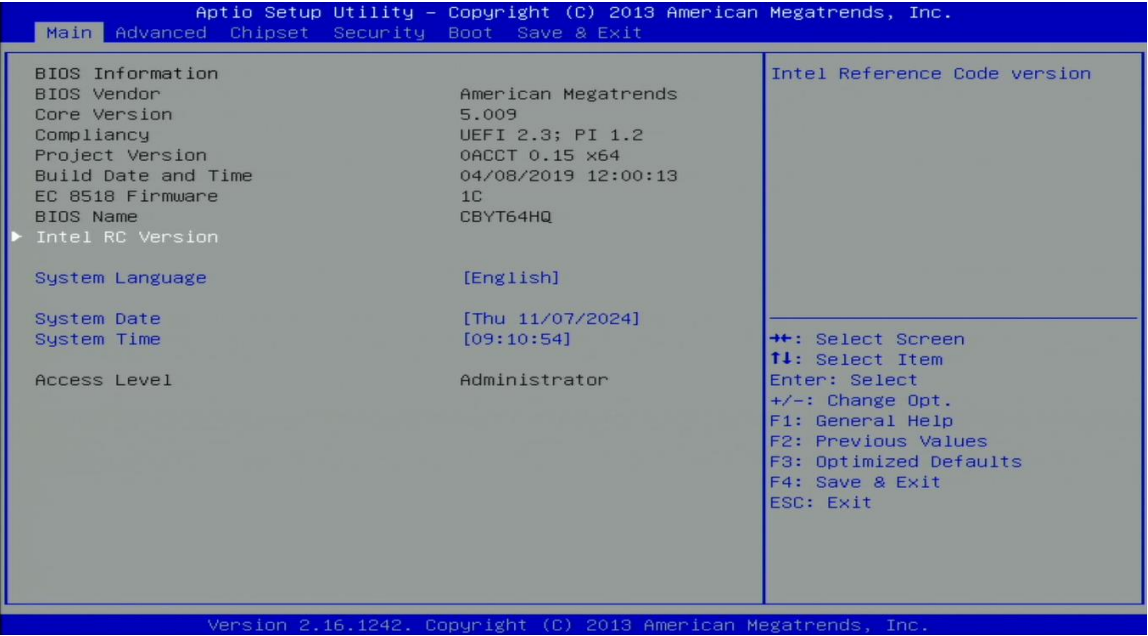 Aptio Setup Utility – Copyright (C) 2013 American Megatrends, Inc.
Main Advanced Chipset Security Boot Save & Exit
BIOS Information
BIOS Vendor American Megatrends
Core Version 5.009
Compliancy UEFI 2.3; PI 1.2
Project Version 0ACCT 0.15 x64
Build Date and Time 04/08/2019 12:00:13
EC 8518 Firmware 1C
BIOS Name CBYT64HQ
► Intel RC Version
System Language [English]
System Date [Thu 11/07/2024]
System Time [09:10:54]
Access Level Administrator
Intel Reference Code version
→←: Select Screen
↑↓: Select Item
Enter: Select
+/-: Change Opt.
F1: General Help
F2: Previous Values
F3: Optimized Defaults
F4: Save & Exit
ESC: Exit
Version 2.16.1242. Copyright (C) 2013 American Megatrends, Inc.